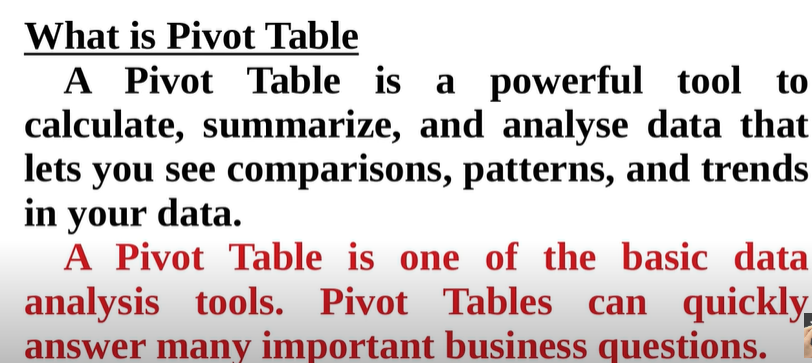 What is Pivot Table
A Pivot Table is a powerful tool to
calculate, summarize, and analyse data that
lets you see comparisons, patterns, and trends
in your data.
A Pivot Table is one of the basic data
analysis tools. Pivot Tables can quickly
answer many important business questions.